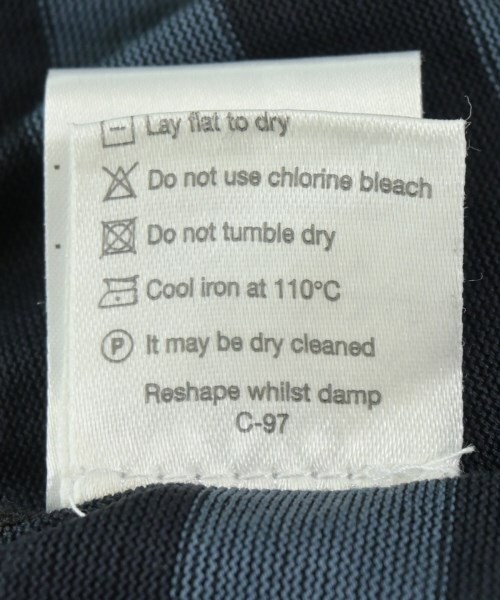 Lay flat to dry
Do not use chlorine bleach
Do not tumble dry
Cool iron at 110°C
P It may be dry cleaned
Reshape whilst damp
C-97